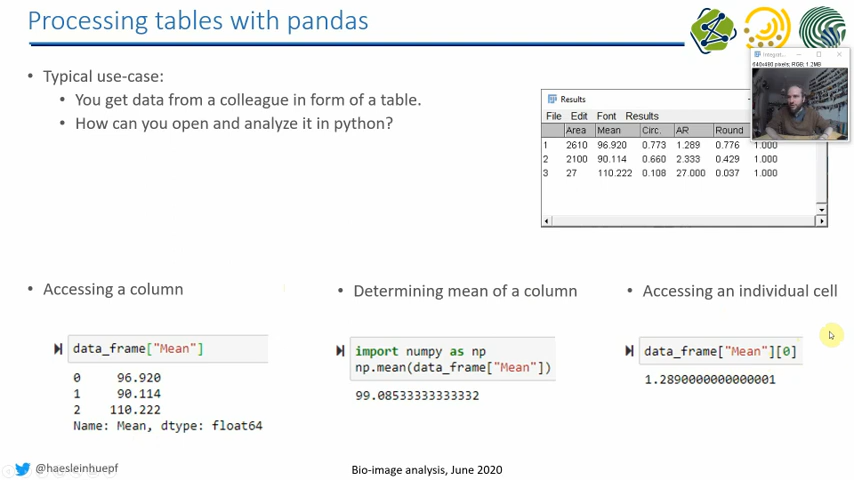 Processing tables with pandas
• Typical use-case:
• You get data from a colleague in form of a table.
• How can you open and analyze it in python?
640x480 pixels; RGB; 1.2MB
Results
File Edit Font Results
Area Mean Circ. AR Round
1 2610 96.920 0.773 1.289 0.776 1.000
2 2100 90.114 0.660 2.333 0.429 1.000
3 27 110.222 0.108 27.000 0.037 1.000
• Accessing a column
data_frame["Mean"]
0 96.920
1 90.114
2 110.222
Name: Mean, dtype: float64
• Determining mean of a column
import numpy as np
np.mean(data_frame["Mean"])
99.08533333333332
• Accessing an individual cell
data_frame["Mean"][0]
1.2890000000000001
@haesleinhuepf
Bio-image analysis, June 2020